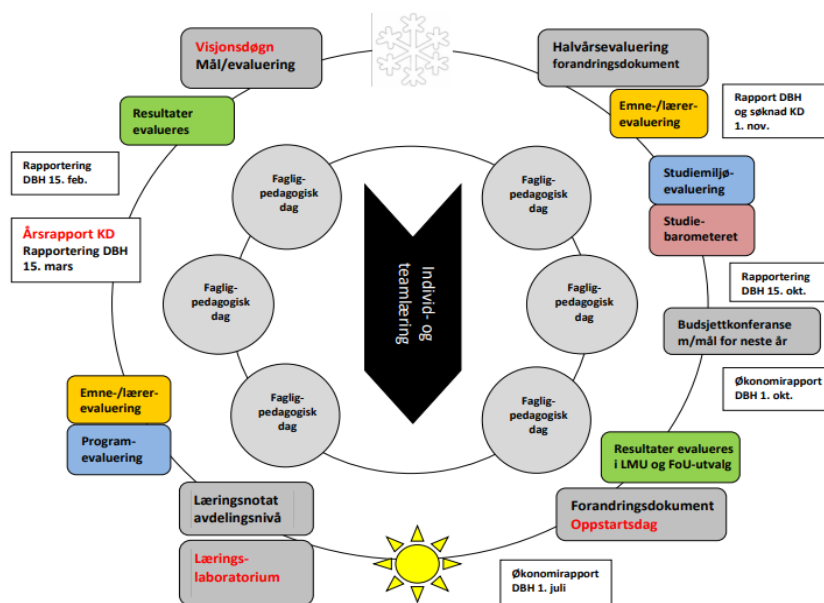 Visjonsdøgn
Mål/evaluering
Halvårsevaluering
forandringsdokument
Resultater
evalueres
Emne-/lærer-
evaluering
Rapport DBH
og søknad KD
1. nov.
Rapportering
DBH 15. feb.
Studiemiljø-
evaluering
Studie-
barometeret
Årsrapport KD
Rapportering DBH
15. mars
Rapportering
DBH 15. okt.
Budsjettkonferanse
m/mål for neste år
Økonomirapport
DBH 1. okt.
Faglig-
pedagogisk
dag
Faglig-
pedagogisk
dag
Faglig-
pedagogisk
dag
Faglig-
pedagogisk
dag
Faglig-
pedagogisk
dag
Faglig-
pedagogisk
dag
Individ- og
teamlæring
Emne-/lærer-
evaluering
Program-
evaluering
Resultater evalueres
i LMU og FoU-utvalg
Læringsnotat
avdelingsnivå
Forandringsdokument
Oppstartsdag
Lærings-
laboratorium
Økonomirapport
DBH 1. juli